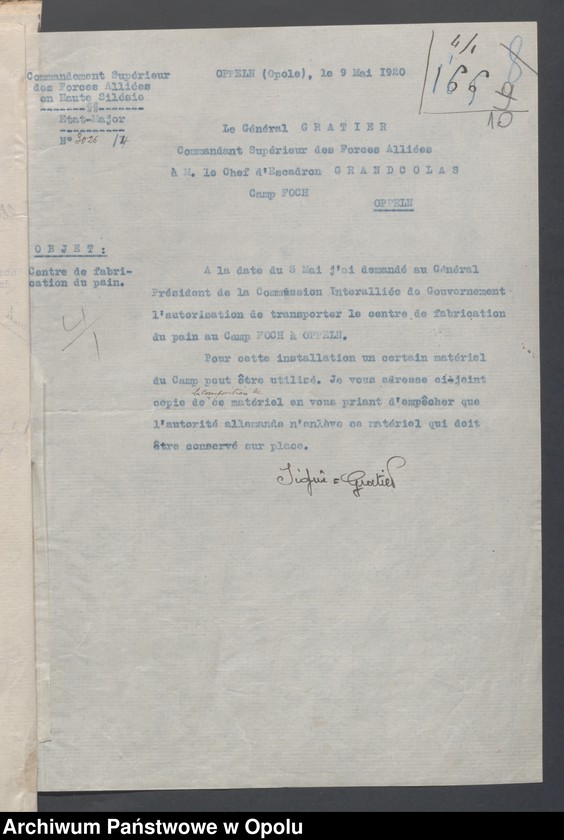 Commandement Supérieur
des Forces Alliées
en Haute Silésie
Etat-Major
N° 3026 /4
OPPELN (Opole), le 9 Mai 1920
4/1
166
Le Général GRATIER
Commandant Supérieur des Forces Alliées
à M. le Chef d'Escadron GRANDCOLAS
Camp FOCH
OPPELN
OBJET:
Centre de fabri-
cation du pain.
4/1
A la date du 8 Mai j'ai demandé au Général
Président de la Commission Interalliée de Gouvernement
l'autorisation de transporter le centre de fabrication
du pain au Camp FOCH à OPPELN.
Pour cette installation un certain matériel
du Camp peut être utilisé. Je vous adresse ci-joint
la composition de
copie de ce matériel en vous priant d'empêcher que
l'autorité allemande n'enlève ce matériel qui doit
être conservé sur place.
Signé = Gratier
Archiwum Państwowe w Opolu